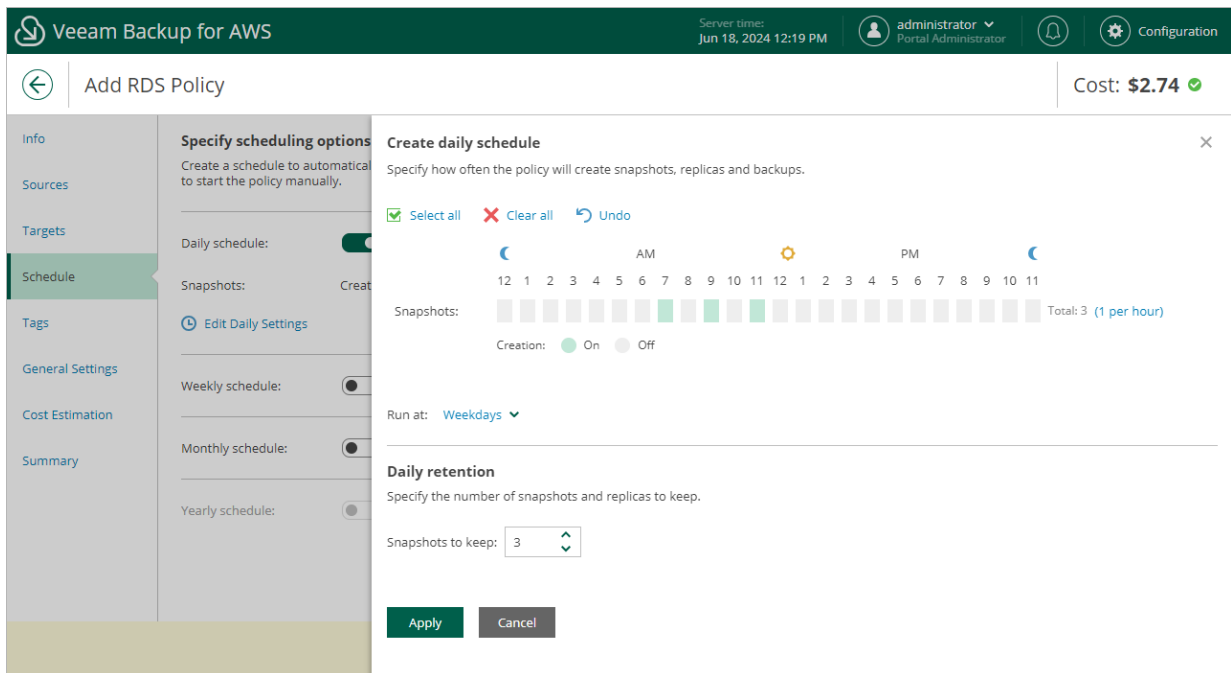 Veeam Backup for AWS
Server time:
Jun 18, 2024 12:19 PM
administrator
Portal Administrator
Configuration
Add RDS Policy
Cost: $2.74
Info
Sources
Targets
Schedule
Tags
General Settings
Cost Estimation
Summary
Specify scheduling options
Create a schedule to automatical
to start the policy manually.
Daily schedule:
Snapshots: Creat
Edit Daily Settings
Weekly schedule:
Monthly schedule:
Yearly schedule:
Create daily schedule
Specify how often the policy will create snapshots, replicas and backups.
Select all Clear all Undo
AM PM
12 1 2 3 4 5 6 7 8 9 10 11 12 1 2 3 4 5 6 7 8 9 10 11
Snapshots: Total: 3 (1 per hour)
Creation: On Off
Run at: Weekdays
Daily retention
Specify the number of snapshots and replicas to keep.
Snapshots to keep: 3
Apply Cancel